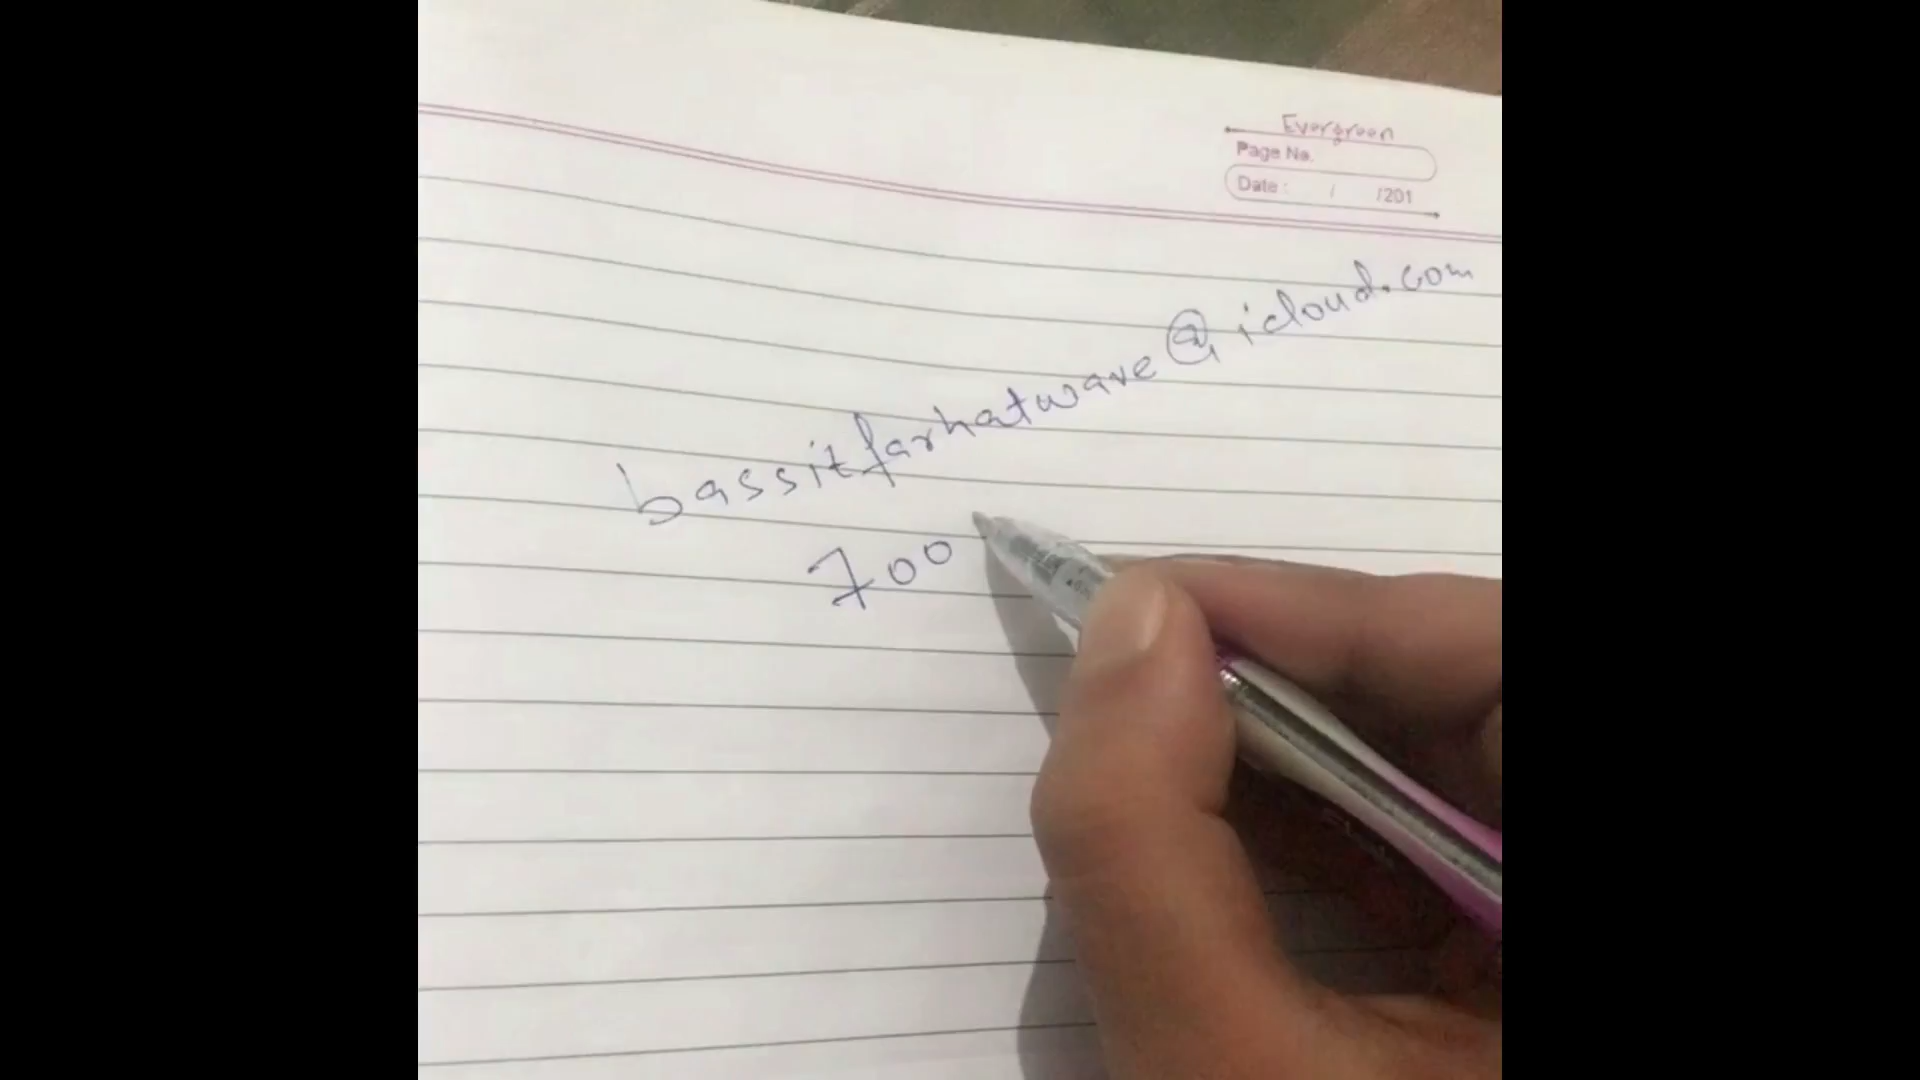 Evergreen
Page No.
Date : / /201
bassitfarhatwave@icloud.com
700